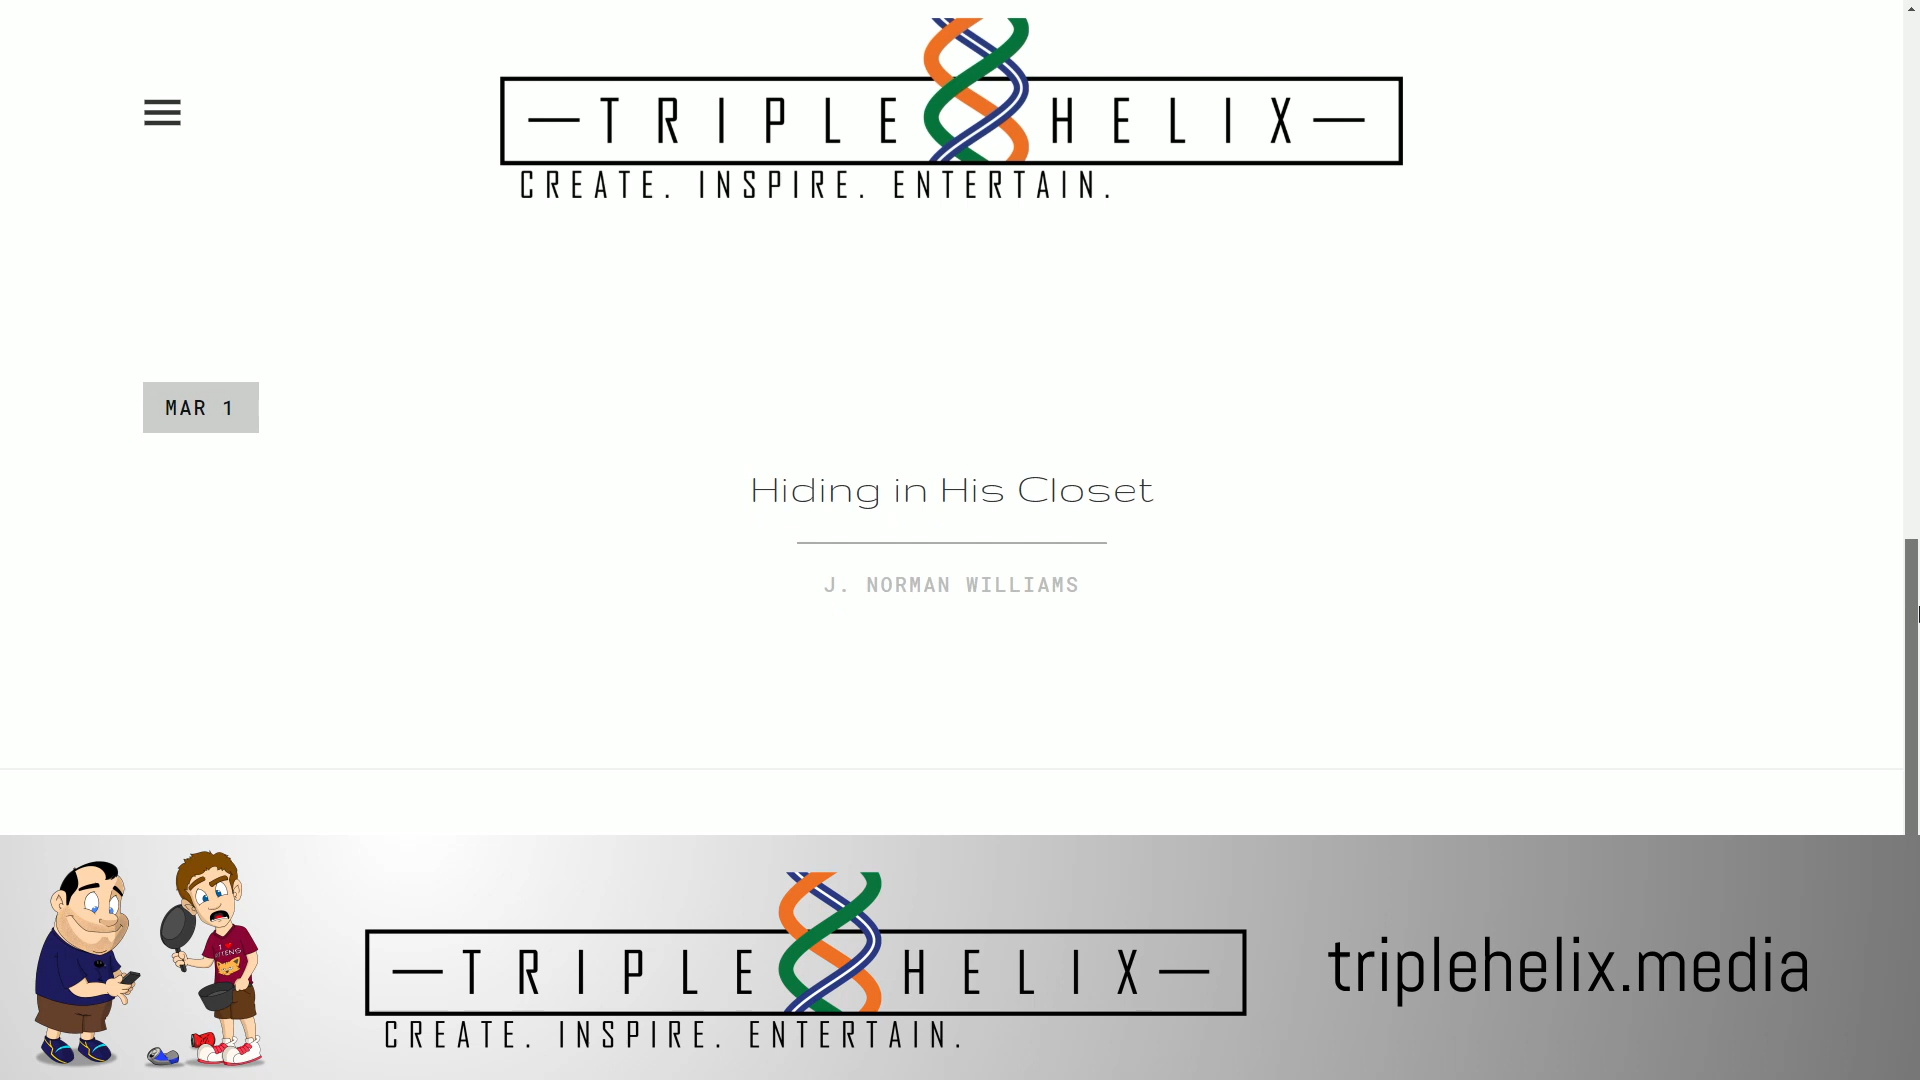 TRIPLE HELIX
CREATE. INSPIRE. ENTERTAIN.
MAR 1
Hiding in His Closet
J. NORMAN WILLIAMS
I ♥
KITTENS
TRIPLE HELIX
CREATE. INSPIRE. ENTERTAIN.
triplehelix.media